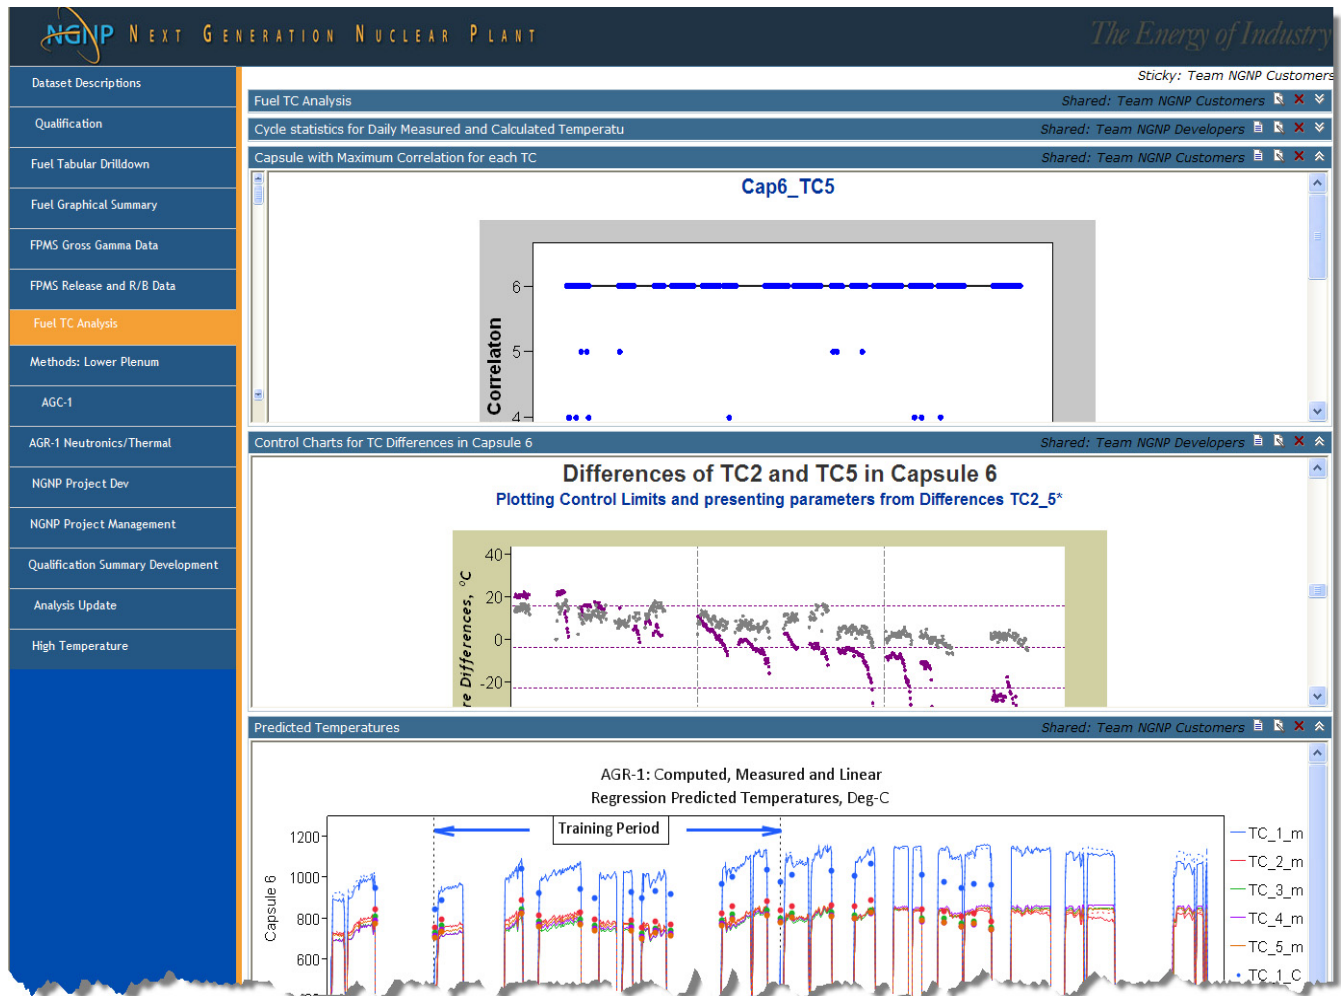 NGNP NEXT GENERATION NUCLEAR PLANT
The Energy of Industry
Sticky: Team NGNP Customers
Dataset Descriptions
Qualification
Fuel Tabular Drilldown
Fuel Graphical Summary
FPMS Gross Gamma Data
FPMS Release and R/B Data
Fuel TC Analysis
Methods: Lower Plenum
AGC-1
AGR-1 Neutronics/Thermal
NGNP Project Dev
NGNP Project Management
Qualification Summary Development
Analysis Update
High Temperature
Fuel TC Analysis
Shared: Team NGNP Customers
Cycle statistics for Daily Measured and Calculated Temperatu
Shared: Team NGNP Developers
Capsule with Maximum Correlation for each TC
Shared: Team NGNP Customers
Cap6_TC5
Correlaton
6
5
4
Control Charts for TC Differences in Capsule 6
Shared: Team NGNP Developers
Differences of TC2 and TC5 in Capsule 6
Plotting Control Limits and presenting parameters from Differences TC2_5*
re Differences, °C
40
20
0
-20
Predicted Temperatures
Shared: Team NGNP Customers
AGR-1: Computed, Measured and Linear
Regression Predicted Temperatures, Deg-C
Training Period
Capsule 6
1200
1000
800
600
TC_1_m
TC_2_m
TC_3_m
TC_4_m
TC_5_m
TC_1_C